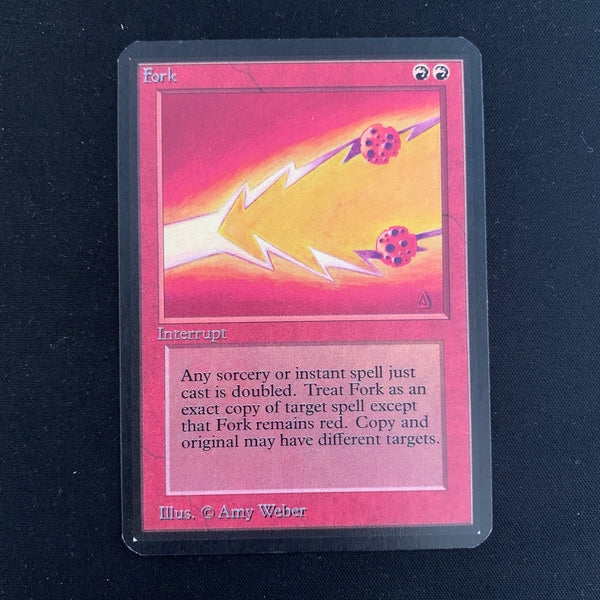 Fork
Interrupt
Any sorcery or instant spell just
cast is doubled. Treat Fork as an
exact copy of target spell except
that Fork remains red. Copy and
original may have different targets.
Illus. © Amy Weber